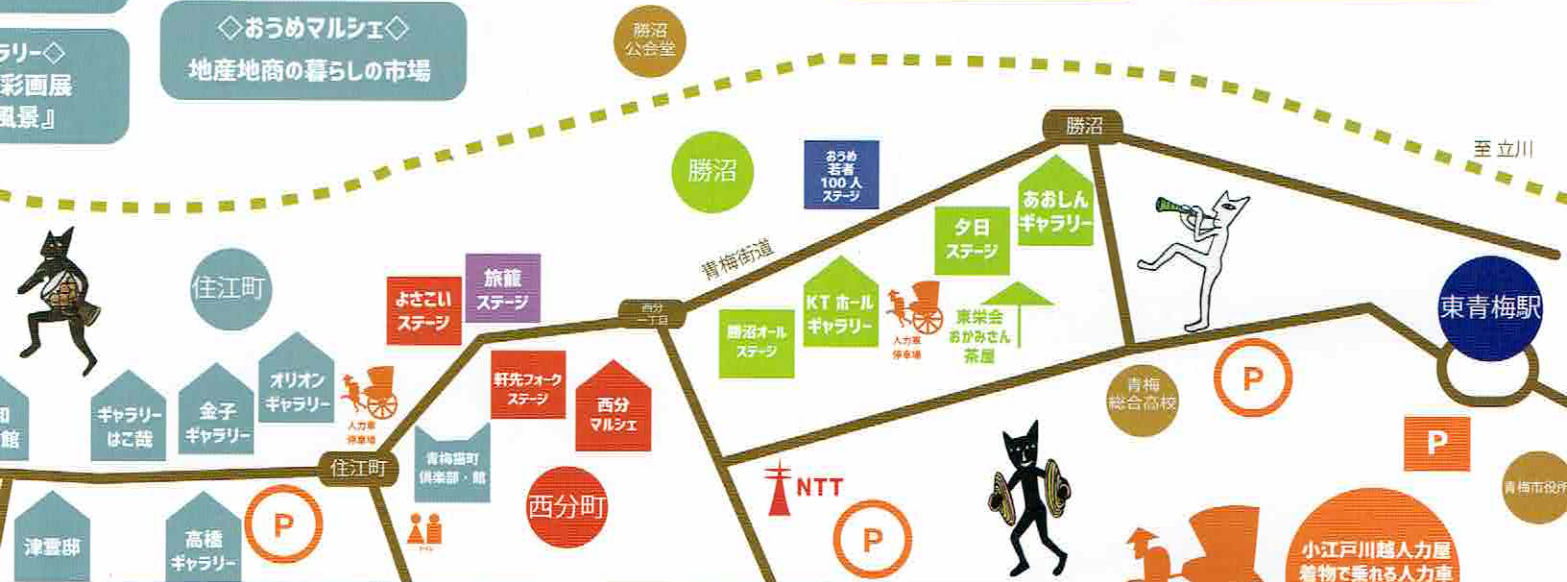 ラリー◇
彩画展
風景』
◇おうめマルシェ◇
地産地商の暮らしの市場
勝沼
公会堂
勝沼
至 立川
勝沼
おうめ
若者
100人
ステージ
あおしん
ギャラリー
夕日
ステージ
青梅街道
住江町
旅籠
ステージ
よさこい
ステージ
西分
一丁目
KT ホール
ギャラリー
勝沼オール
ステージ
人力車
停車場
東栄会
おかみさん
茶屋
東青梅駅
オリオン
ギャラリー
人力車
停車場
軒先フォーク
ステージ
西分
マルシェ
青梅
総合高校
P
館
ギャラリー
はこ哉
金子
ギャラリー
住江町
青梅猫町
倶楽部・館
西分町
NTT
P
P
青梅市役所
津雲邸
高橋
ギャラリー
P
トイレ
小江戸川越人力屋
着物で乗れる人力車